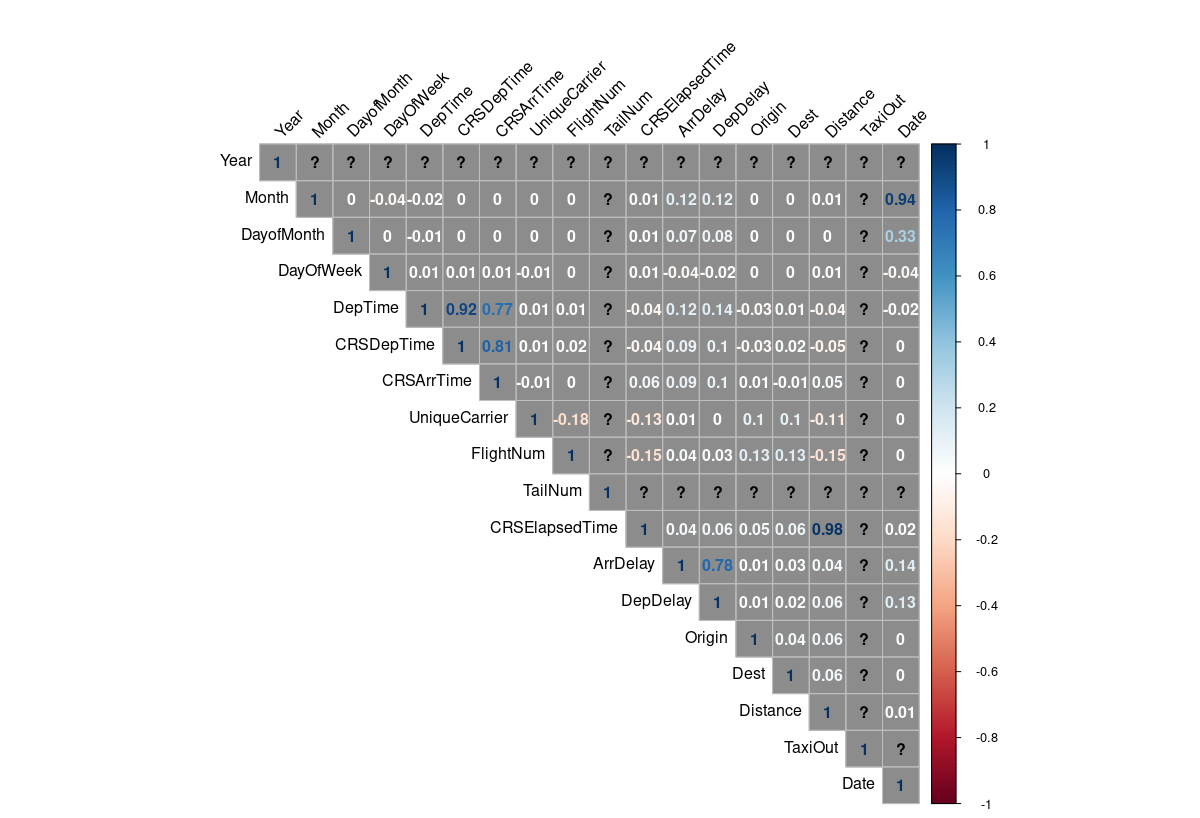 Year Month DayofMonth DayOfWeek DepTime CRSDepTime CRSArrTime UniqueCarrier FlightNum TailNum CRSElapsedTime ArrDelay DepDelay Origin Dest Distance TaxiOut Date
Year 1 ? ? ? ? ? ? ? ? ? ? ? ? ? ? ? ? ?
Month 1 0 -0.04 -0.02 0 0 0 0 ? 0.01 0.12 0.12 0 0 0.01 ? 0.94
DayofMonth 1 0 -0.01 0 0 0 0 ? 0.01 0.07 0.08 0 0 0 ? 0.33
DayOfWeek 1 0.01 0.01 0.01 -0.01 0 ? 0.01 -0.04 -0.02 0 0 0.01 ? -0.04
DepTime 1 0.92 0.77 0.01 0.01 ? -0.04 0.12 0.14 -0.03 0.01 -0.04 ? -0.02
CRSDepTime 1 0.81 0.01 0.02 ? -0.04 0.09 0.1 -0.03 0.02 -0.05 ? 0
CRSArrTime 1 -0.01 0 ? 0.06 0.09 0.1 0.01 -0.01 0.05 ? 0
UniqueCarrier 1 -0.18 ? -0.13 0.01 0 0.1 0.1 -0.11 ? 0
FlightNum 1 ? -0.15 0.04 0.03 0.13 0.13 -0.15 ? 0
TailNum 1 ? ? ? ? ? ? ? ?
CRSElapsedTime 1 0.04 0.06 0.05 0.06 0.98 ? 0.02
ArrDelay 1 0.78 0.01 0.03 0.04 ? 0.14
DepDelay 1 0.01 0.02 0.06 ? 0.13
Origin 1 0.04 0.06 ? 0
Dest 1 0.06 ? 0
Distance 1 ? 0.01
TaxiOut 1 ?
Date 1
1
0.8
0.6
0.4
0.2
0
-0.2
-0.4
-0.6
-0.8
-1